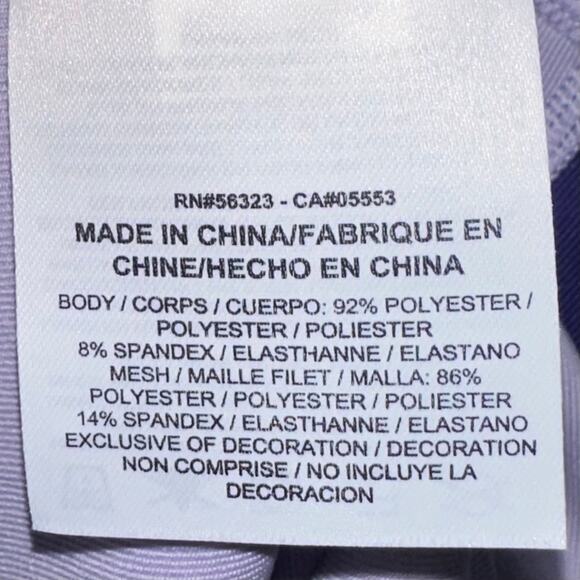 RN#56323 - CA#05553
MADE IN CHINA/FABRIQUE EN
CHINE/HECHO EN CHINA
BODY / CORPS / CUERPO: 92% POLYESTER /
POLYESTER / POLIESTER
8% SPANDEX / ELASTHANNE / ELASTANO
MESH / MAILLE FILET / MALLA: 86%
POLYESTER / POLYESTER / POLIESTER
14% SPANDEX / ELASTHANNE / ELASTANO
EXCLUSIVE OF DECORATION / DECORATION
NON COMPRISE / NO INCLUYE LA
DECORACION